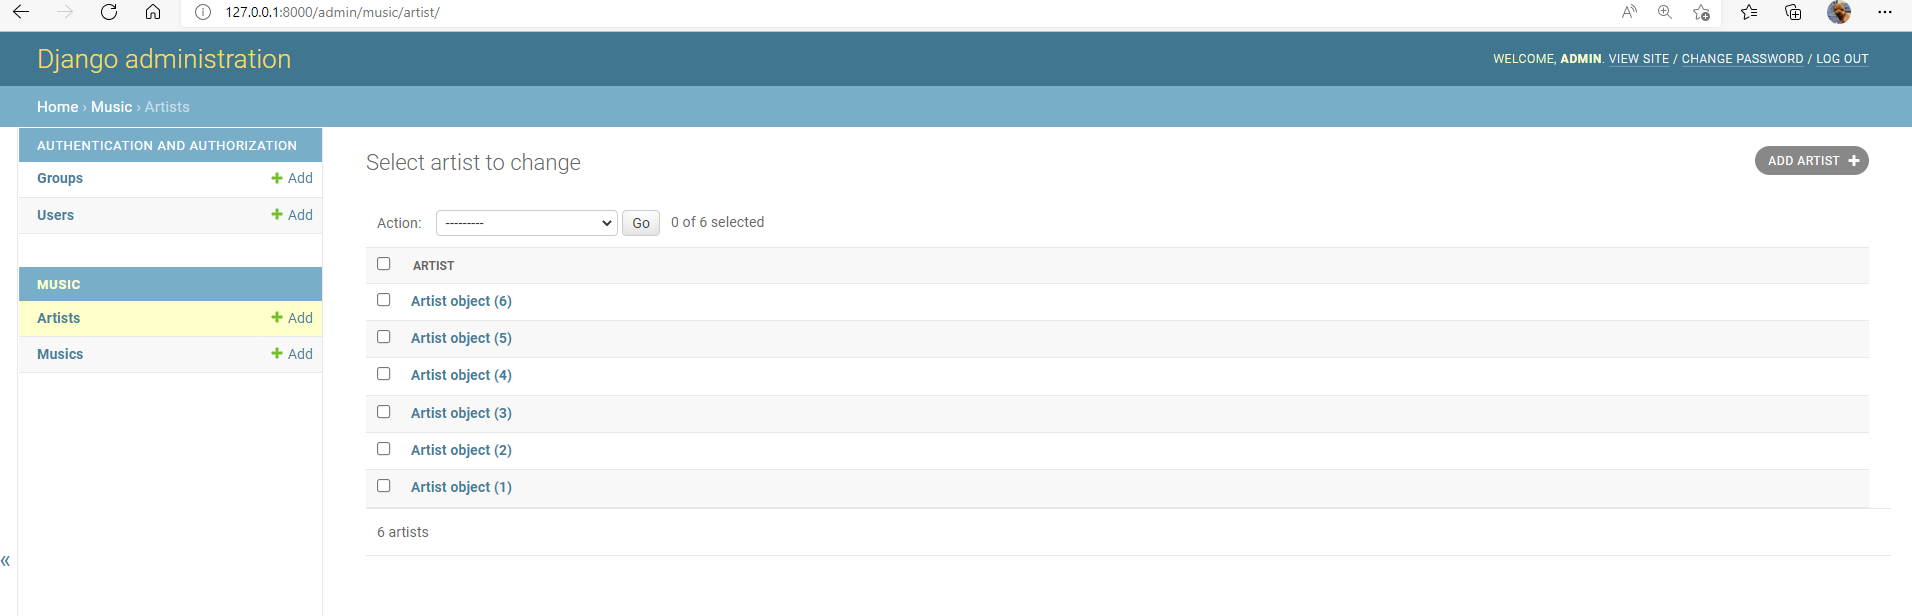 127.0.0.1:8000/admin/music/artist/
Django administration
WELCOME, ADMIN. VIEW SITE / CHANGE PASSWORD / LOG OUT
Home › Music › Artists
AUTHENTICATION AND AUTHORIZATION
Groups + Add
Users + Add
MUSIC
Artists + Add
Musics + Add
«
Select artist to change
ADD ARTIST +
Action: --------- Go 0 of 6 selected
ARTIST
Artist object (6)
Artist object (5)
Artist object (4)
Artist object (3)
Artist object (2)
Artist object (1)
6 artists